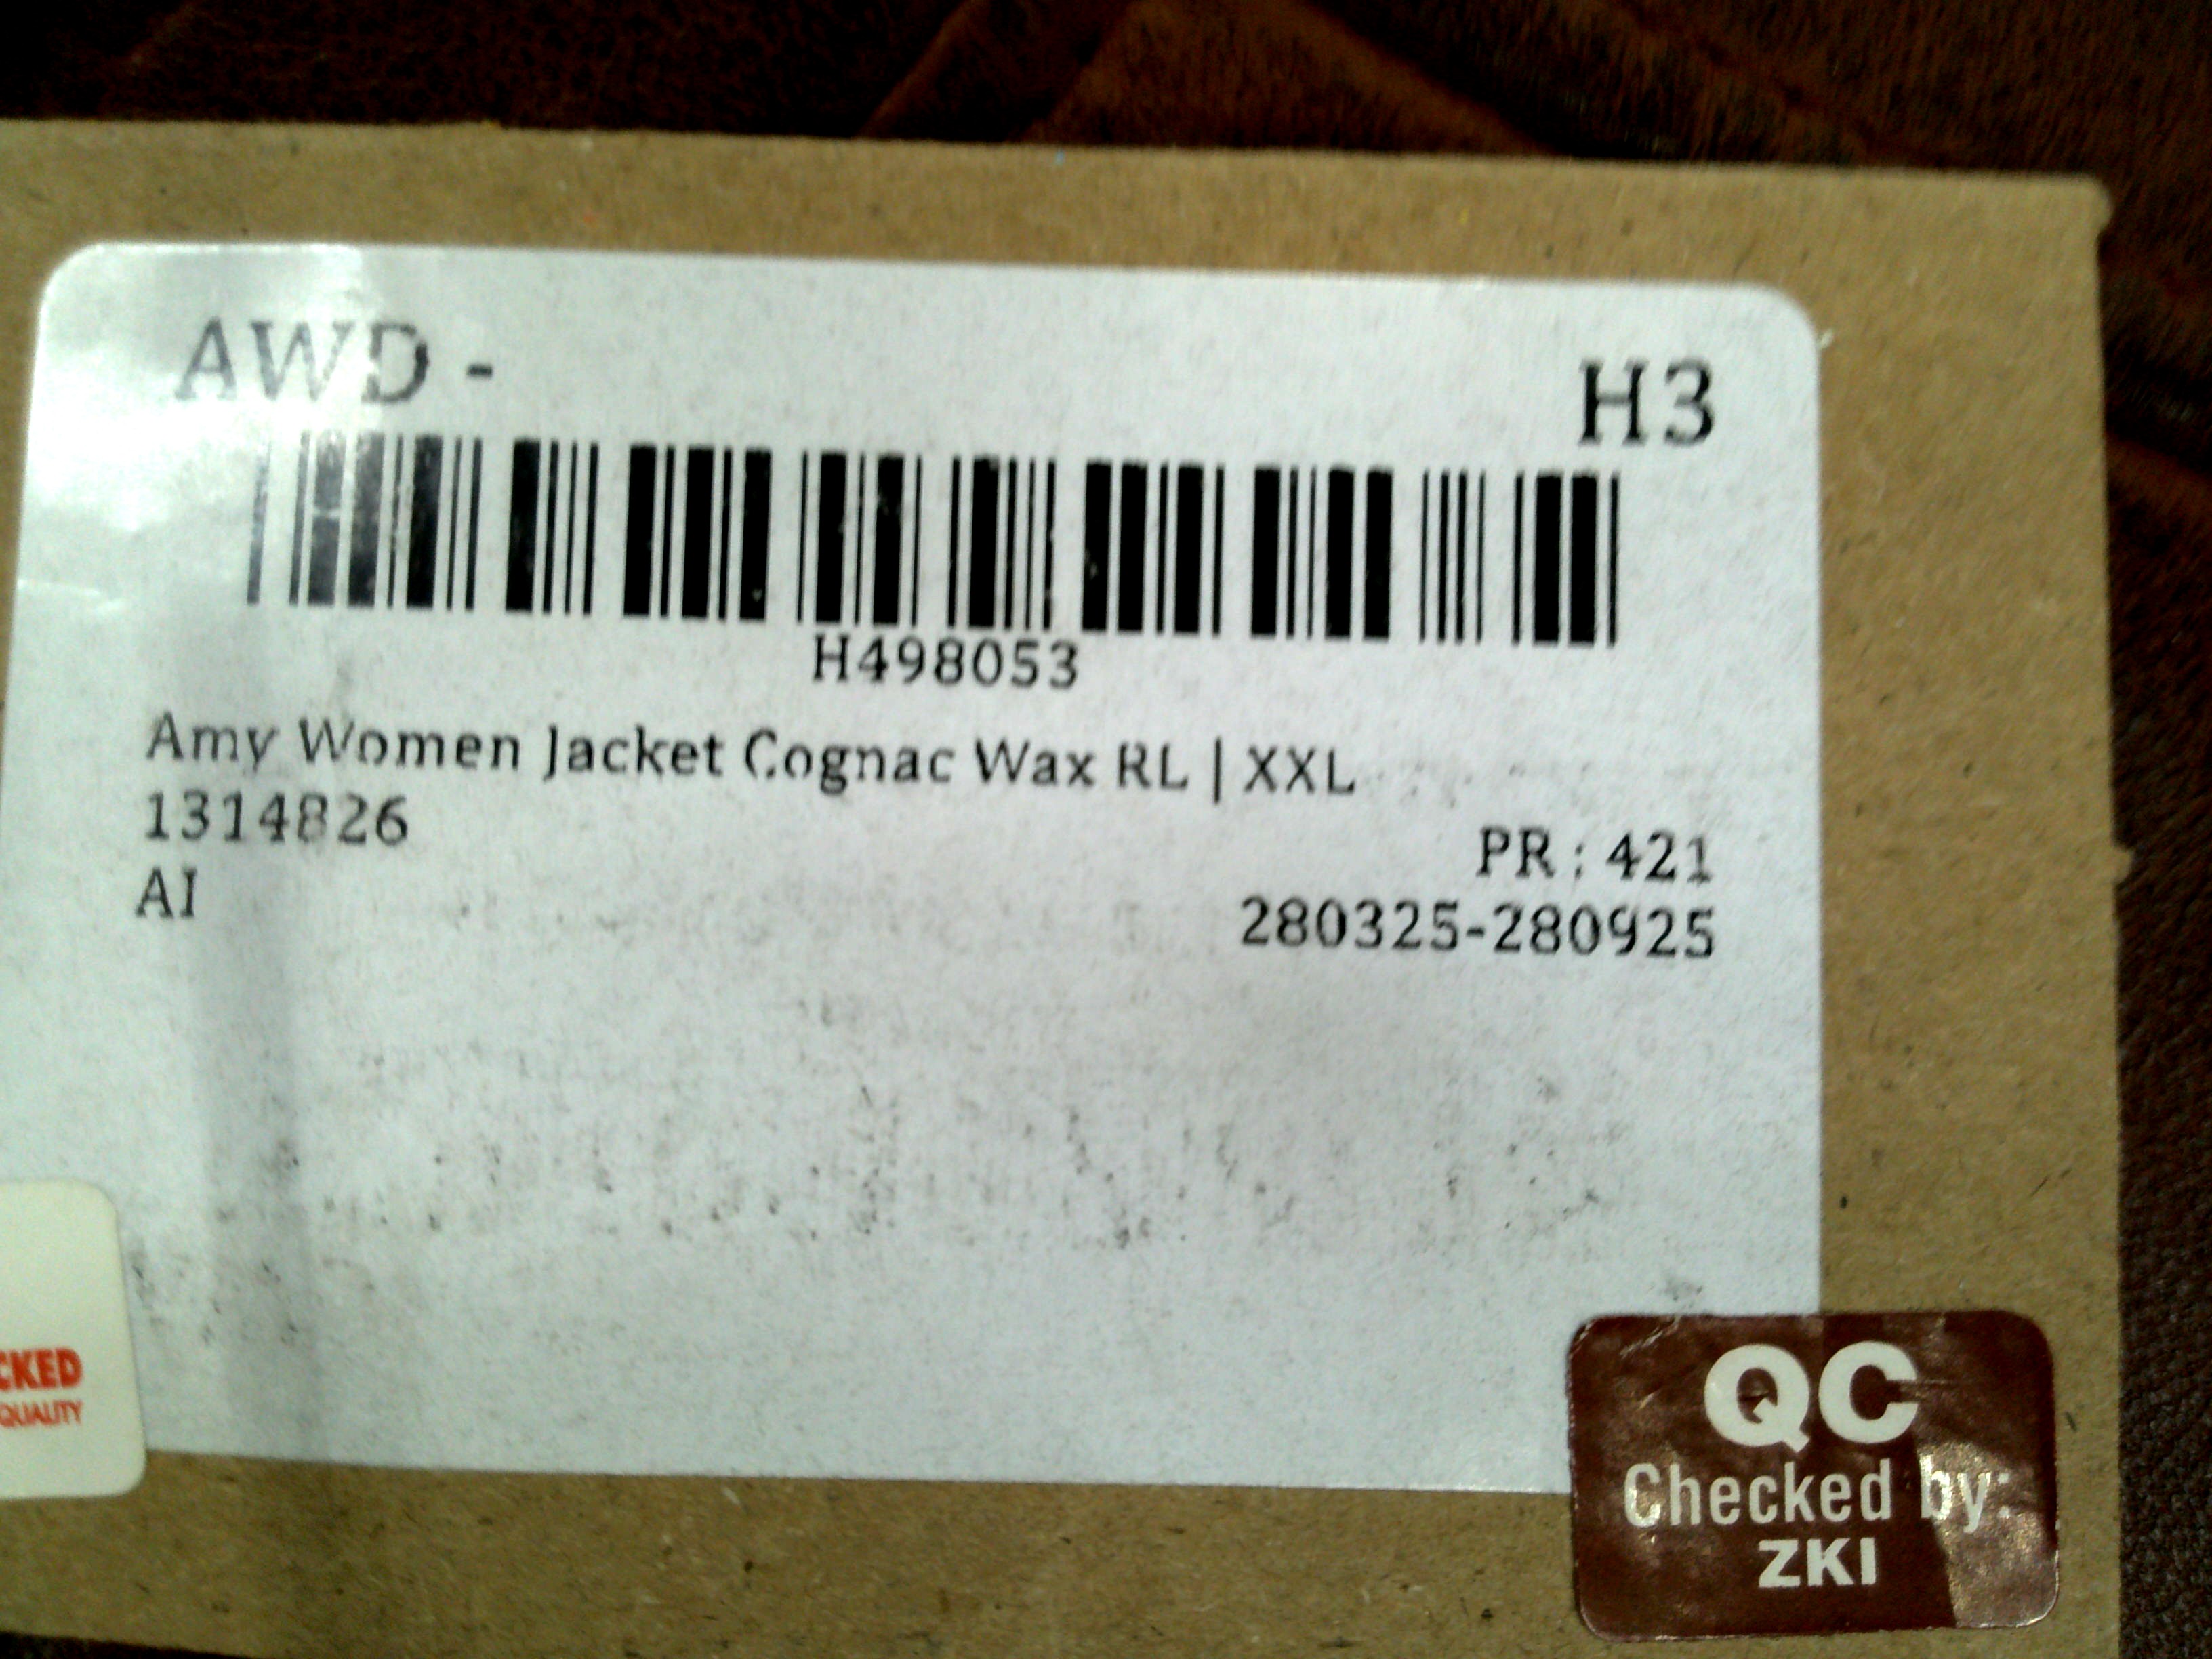 AWD -
H3
H498053
Amy Women Jacket Cognac Wax RL | XXL
1314826
PR : 421
AI
280325-280925
CKED
QUALITY
QC
Checked by:
ZKI